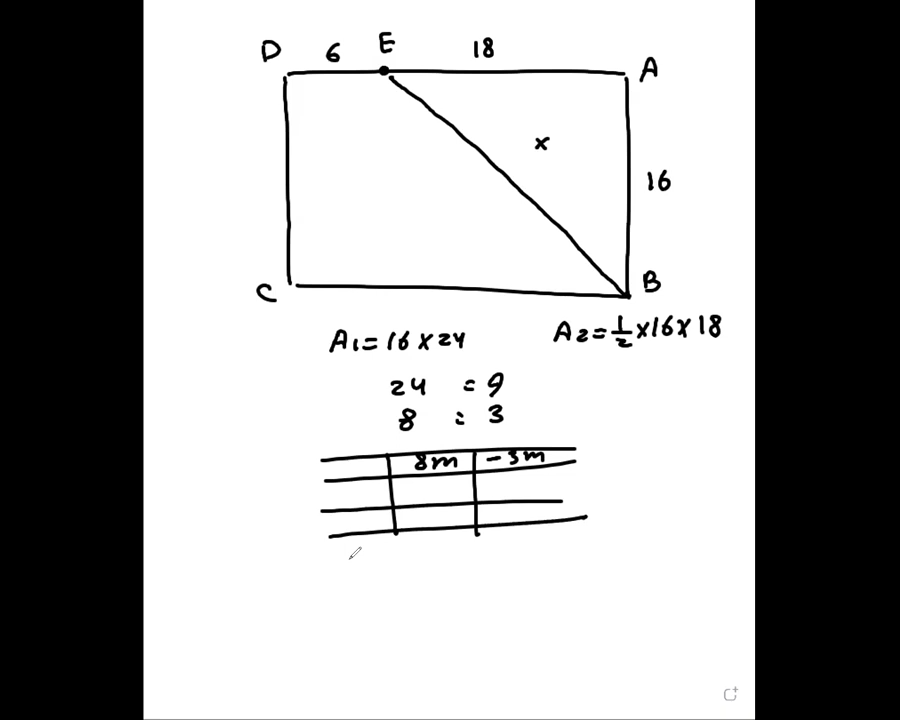 D 6 E 18 A
x
16
C B
A1 = 16 x 24 A2 = 1/2 x 16 x 18
24 = 9
8 : 3
8m - 3m